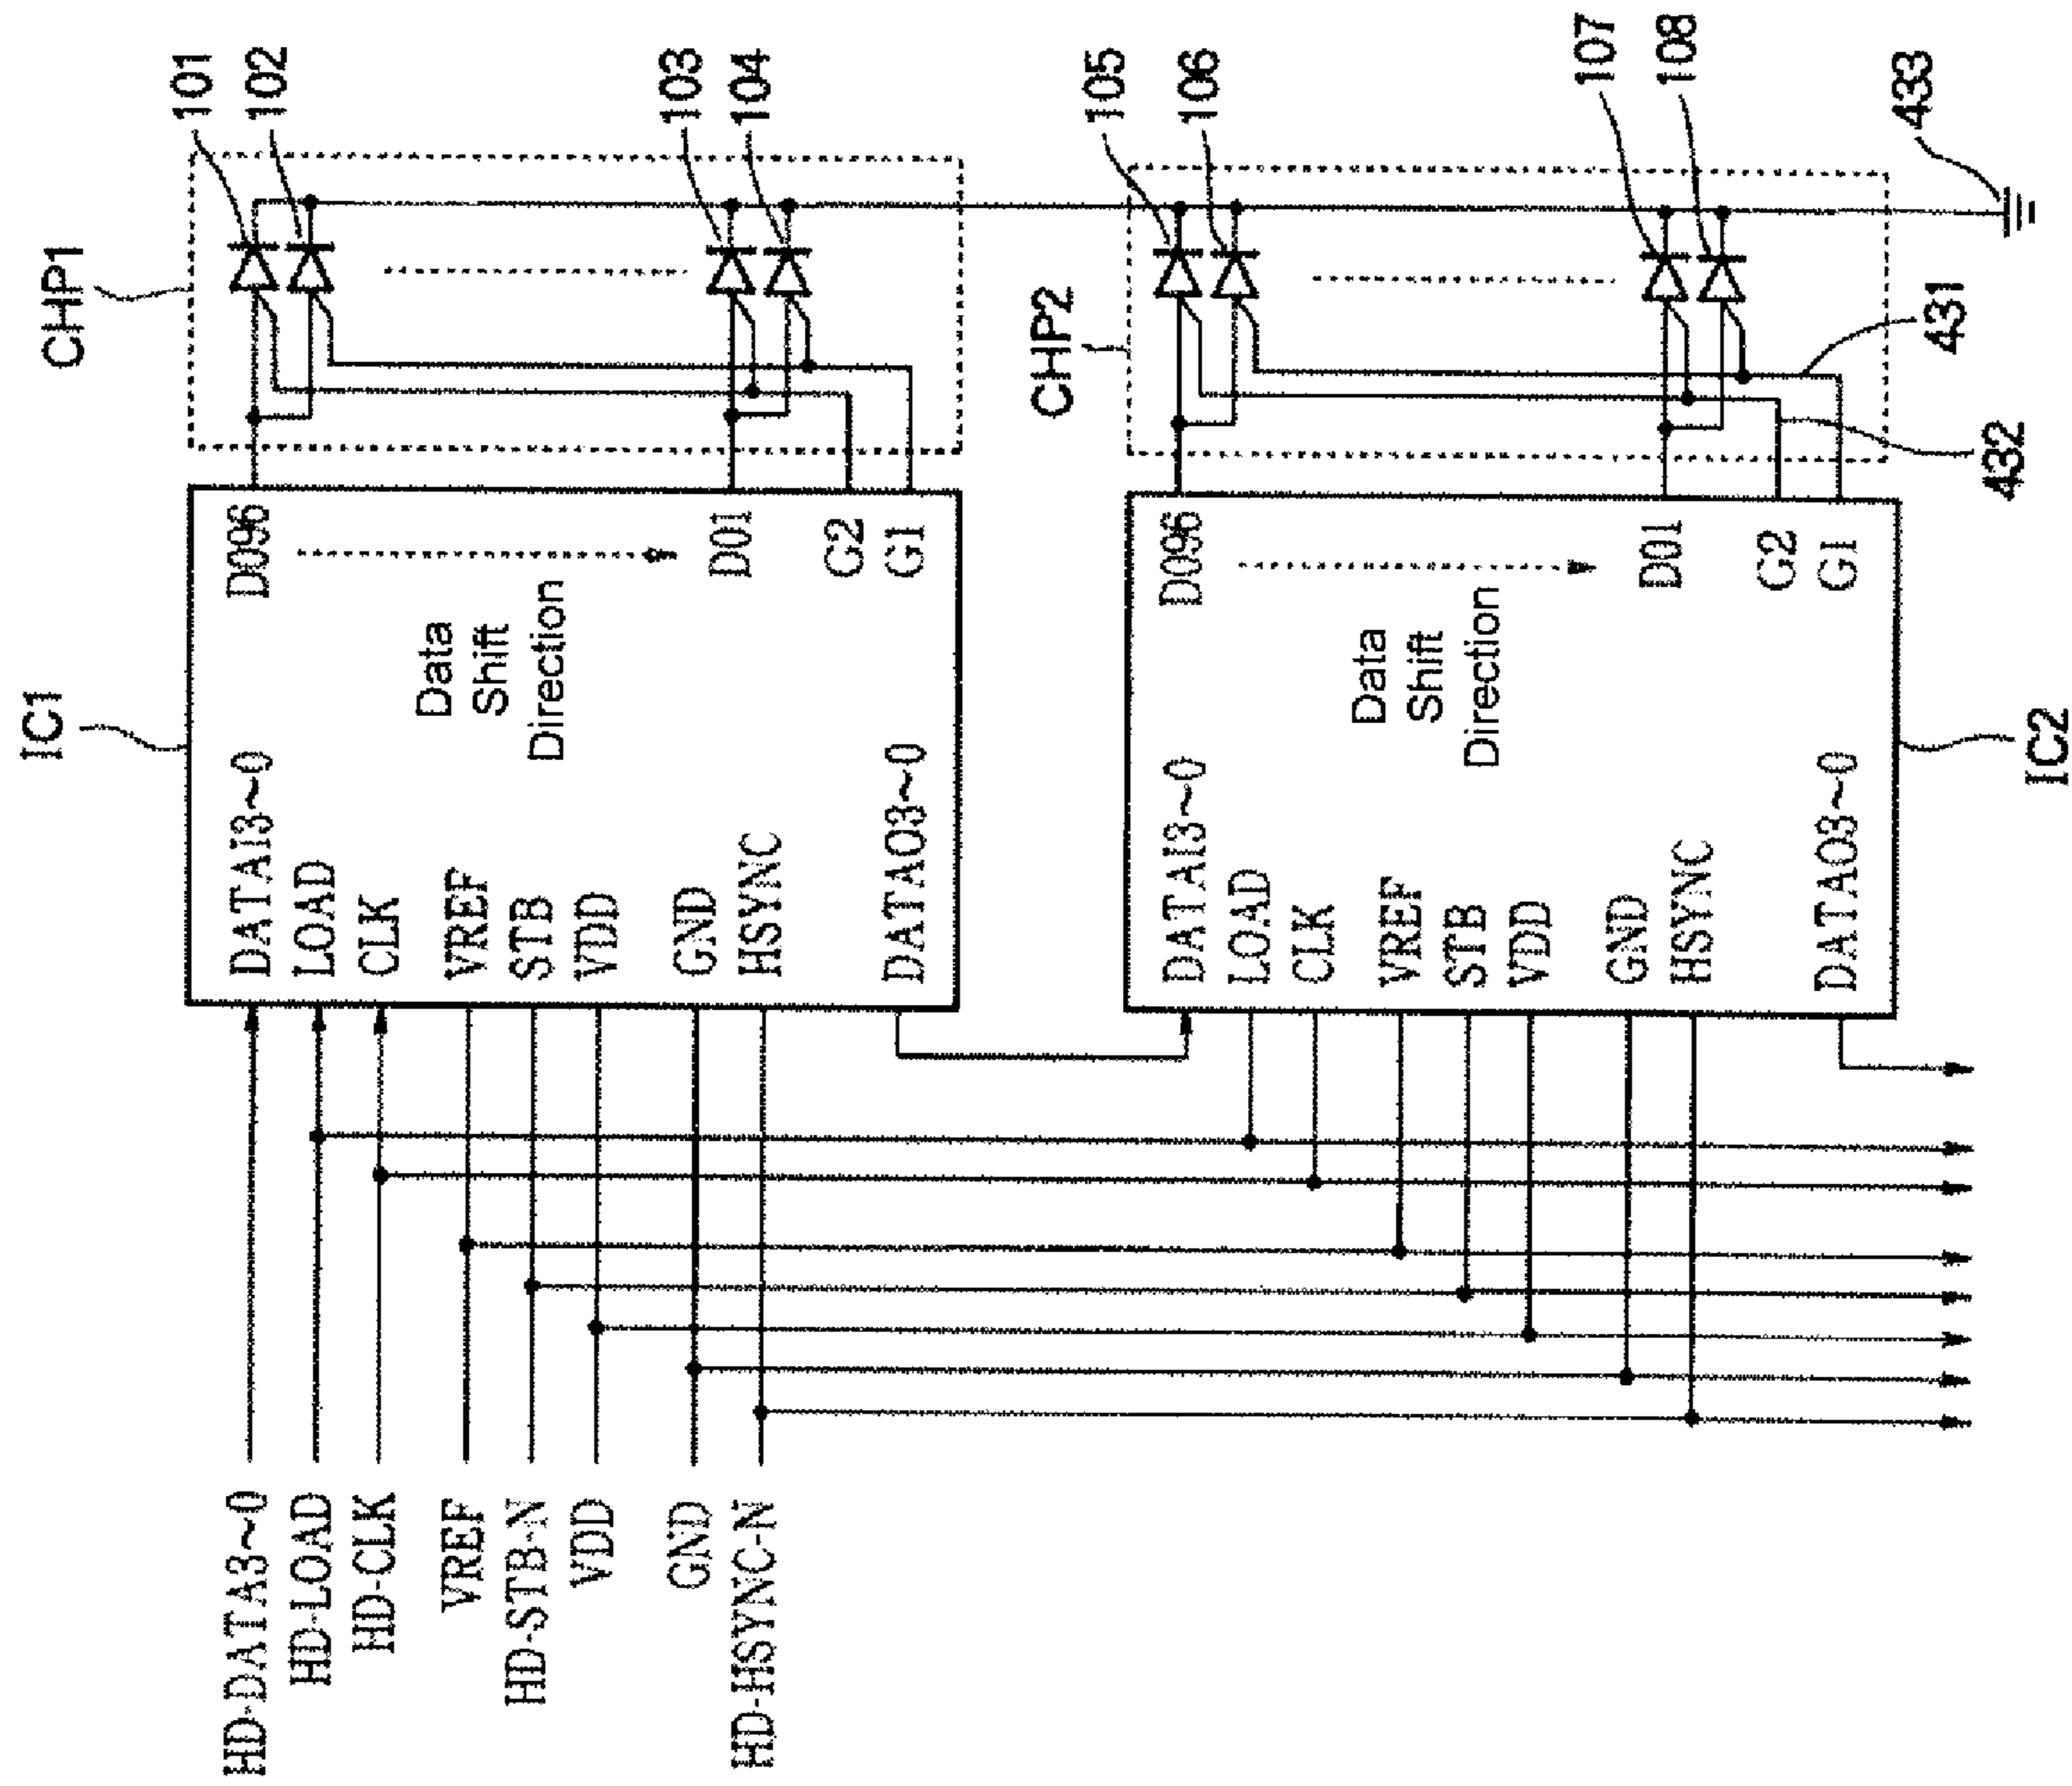 CHP1
101
102
103
104
CHP2
105
106
107
108
431
432
433
IC1
D096
D01
G2
G1
Data
Shift
Direction
DATAI3~0
LOAD
CLK
VREF
STB
VDD
GND
HSYNC
DATAO3~0
IC2
D096
D01
G2
G1
Data
Shift
Direction
DATAI3~0
LOAD
CLK
VREF
STB
VDD
GND
HSYNC
DATAO3~0
HD-DATA3~0
HD-LOAD
HD-CLK
VREF
HD-STB-N
VDD
GND
HD-HSYNC-N